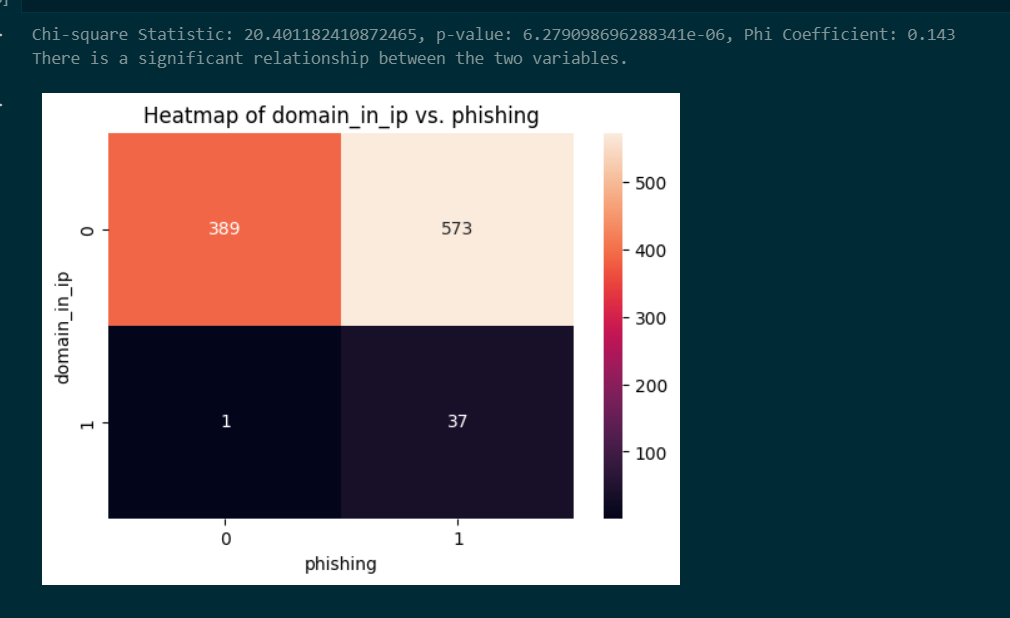 Chi-square Statistic: 20.401182410872465, p-value: 6.279098696288341e-06, Phi Coefficient: 0.143
There is a significant relationship between the two variables.
Heatmap of domain_in_ip vs. phishing
domain_in_ip
0
389
573
1
1
37
0
1
phishing
500
400
300
200
100